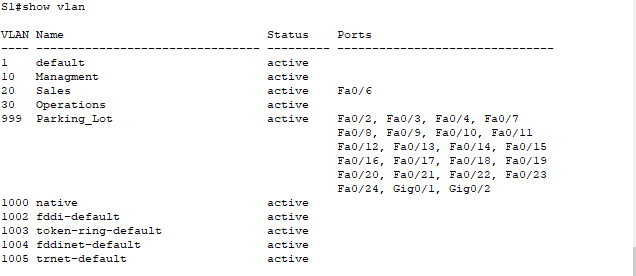 S1#show vlan
VLAN Name                             Status    Ports
---- -------------------------------- --------- -------------------------------
1    default                          active
10   Managment                        active
20   Sales                            active    Fa0/6
30   Operations                       active
999  Parking_Lot                      active    Fa0/2, Fa0/3, Fa0/4, Fa0/7
                                                Fa0/8, Fa0/9, Fa0/10, Fa0/11
                                                Fa0/12, Fa0/13, Fa0/14, Fa0/15
                                                Fa0/16, Fa0/17, Fa0/18, Fa0/19
                                                Fa0/20, Fa0/21, Fa0/22, Fa0/23
                                                Fa0/24, Gig0/1, Gig0/2
1000 native                           active
1002 fddi-default                     active
1003 token-ring-default               active
1004 fddinet-default                  active
1005 trnet-default                    active